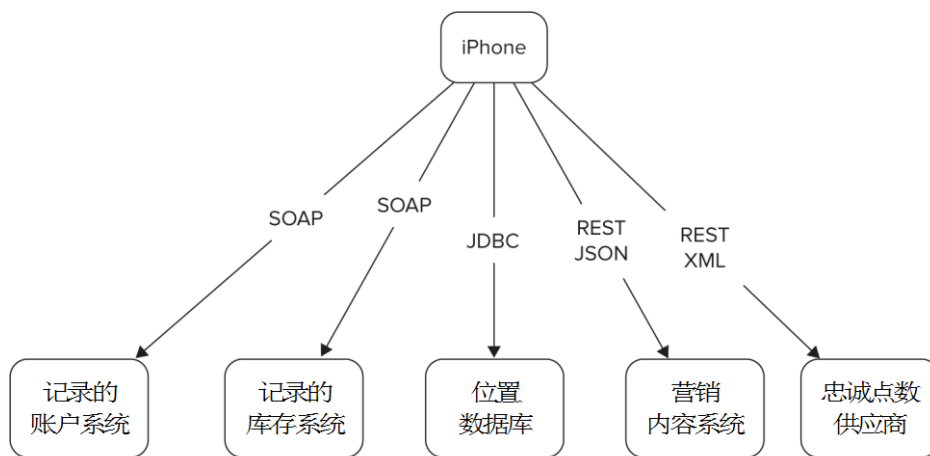 iPhone
SOAP
SOAP
JDBC
REST
JSON
REST
XML
记录的
账户系统
记录的
库存系统
位置
数据库
营销
内容系统
忠诚点数
供应商